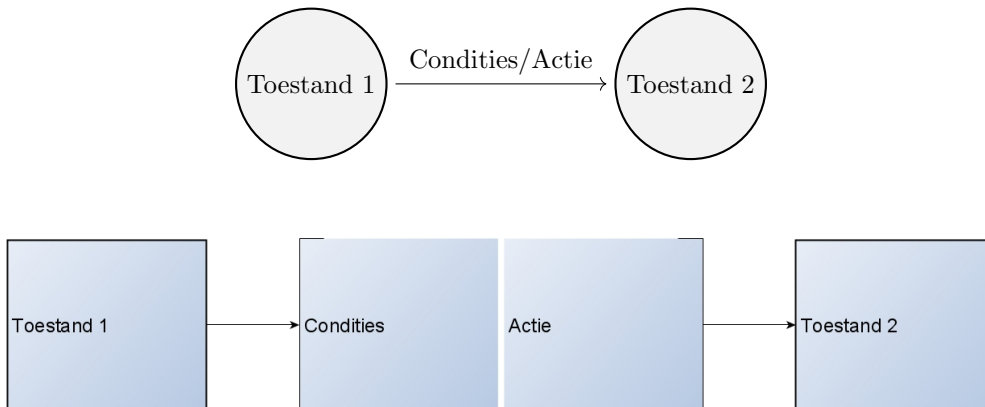 Condities/Actie
Toestand 1
Toestand 2
Toestand 1
Condities
Actie
Toestand 2